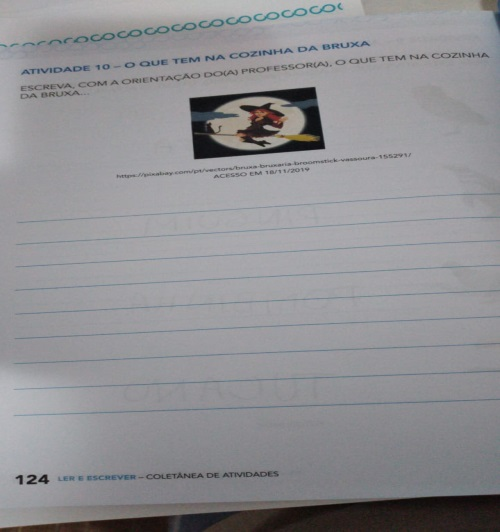 ATIVIDADE 10 – O QUE TEM NA COZINHA DA BRUXA
ESCREVA, COM A ORIENTAÇÃO DO(A) PROFESSOR(A), O QUE TEM NA COZINHA
DA BRUXA...
https://pixabay.com/pt/vectors/bruxa-bruxaria-broomstick-vassoura-155291/
ACESSO EM 18/11/2019
124 LER E ESCREVER – COLETÂNEA DE ATIVIDADES